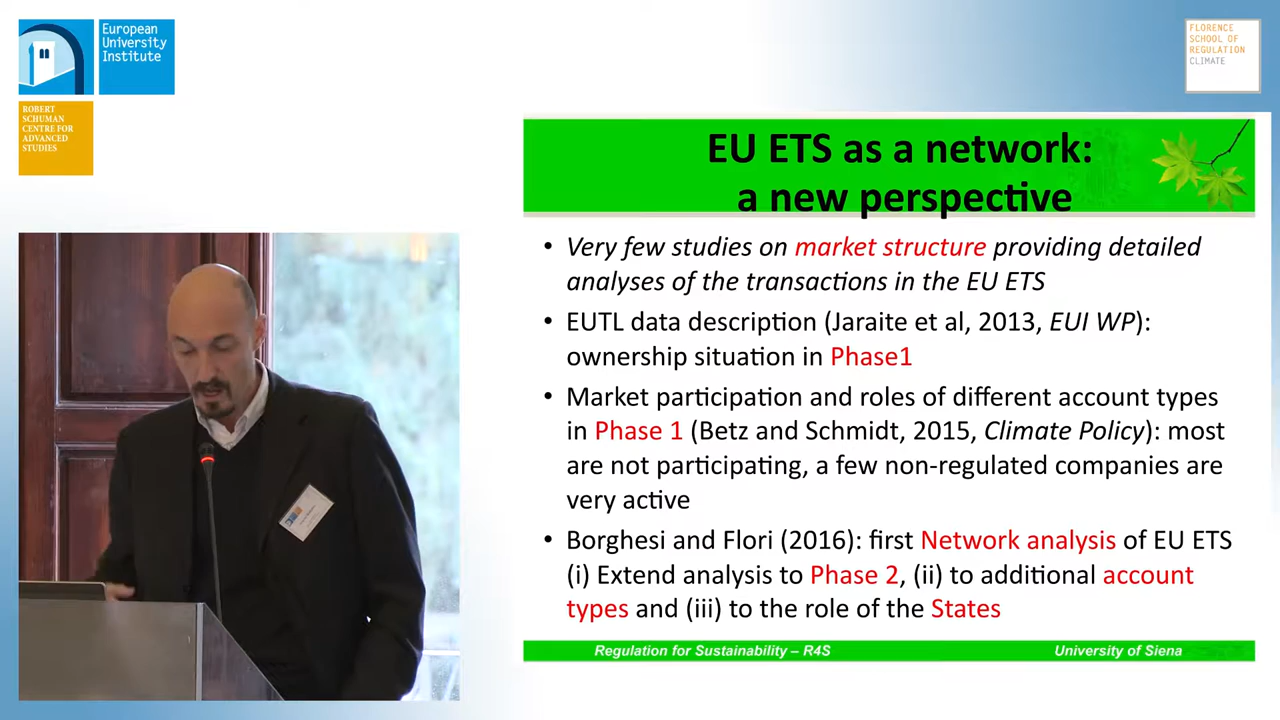 European
University
Institute
ROBERT
SCHUMAN
CENTRE FOR
ADVANCED
STUDIES
FLORENCE
SCHOOL OF
REGULATION
CLIMATE
EU ETS as a network:
a new perspective
• Very few studies on market structure providing detailed
analyses of the transactions in the EU ETS
• EUTL data description (Jaraite et al, 2013, EUI WP):
ownership situation in Phase1
• Market participation and roles of different account types
in Phase 1 (Betz and Schmidt, 2015, Climate Policy): most
are not participating, a few non-regulated companies are
very active
• Borghesi and Flori (2016): first Network analysis of EU ETS
(i) Extend analysis to Phase 2, (ii) to additional account
types and (iii) to the role of the States
Regulation for Sustainability – R4S
University of Siena